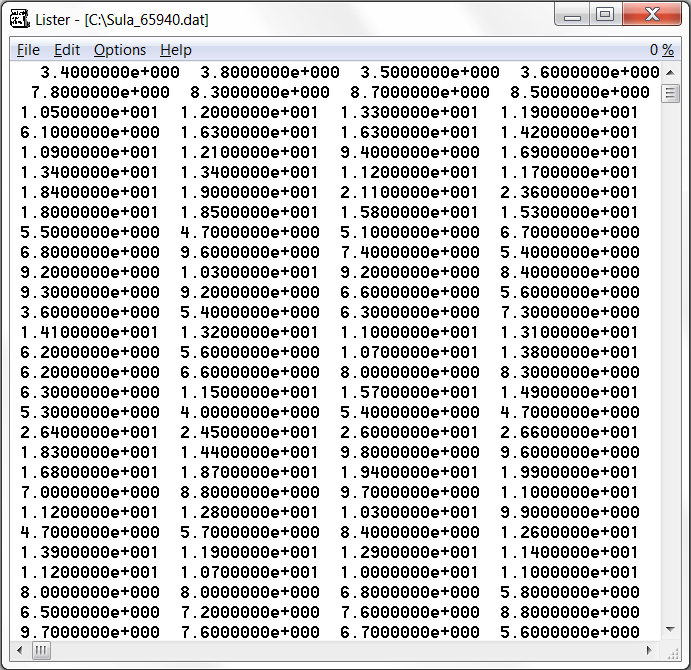 Lister - [C:\Sula_65940.dat]
File Edit Options Help 0 %
3.4000000e+000 3.8000000e+000 3.5000000e+000 3.6000000e+000
7.8000000e+000 8.3000000e+000 8.7000000e+000 8.5000000e+000
1.0500000e+001 1.2000000e+001 1.3300000e+001 1.1900000e+001
6.1000000e+000 1.6300000e+001 1.6300000e+001 1.4200000e+001
1.0900000e+001 1.2100000e+001 9.4000000e+000 1.6900000e+001
1.3400000e+001 1.3400000e+001 1.1200000e+001 1.1700000e+001
1.8400000e+001 1.9000000e+001 2.1100000e+001 2.3600000e+001
1.8000000e+001 1.8500000e+001 1.5800000e+001 1.5300000e+001
5.5000000e+000 4.7000000e+000 5.1000000e+000 6.7000000e+000
6.8000000e+000 9.6000000e+000 7.4000000e+000 5.4000000e+000
9.2000000e+000 1.0300000e+001 9.2000000e+000 8.4000000e+000
9.3000000e+000 9.2000000e+000 6.6000000e+000 5.6000000e+000
3.6000000e+000 5.4000000e+000 6.3000000e+000 7.3000000e+000
1.4100000e+001 1.3200000e+001 1.1000000e+001 1.3100000e+001
6.2000000e+000 5.6000000e+000 1.0700000e+001 1.3800000e+001
6.2000000e+000 6.6000000e+000 8.0000000e+000 8.3000000e+000
6.3000000e+000 1.1500000e+001 1.5700000e+001 1.4900000e+001
5.3000000e+000 4.0000000e+000 5.4000000e+000 4.7000000e+000
2.6400000e+001 2.4500000e+001 2.6000000e+001 2.6600000e+001
1.8300000e+001 1.4400000e+001 9.8000000e+000 9.6000000e+000
1.6800000e+001 1.8700000e+001 1.9400000e+001 1.9900000e+001
7.0000000e+000 8.8000000e+000 9.7000000e+000 1.1000000e+001
1.1200000e+001 1.2800000e+001 1.0300000e+001 9.9000000e+000
4.7000000e+000 5.7000000e+000 8.4000000e+000 1.2600000e+001
1.3900000e+001 1.1900000e+001 1.2900000e+001 1.1400000e+001
1.1200000e+001 1.0700000e+001 1.0000000e+001 1.1000000e+001
8.0000000e+000 8.0000000e+000 6.8000000e+000 5.8000000e+000
6.5000000e+000 7.2000000e+000 7.6000000e+000 8.8000000e+000
9.7000000e+000 7.6000000e+000 6.7000000e+000 5.6000000e+000